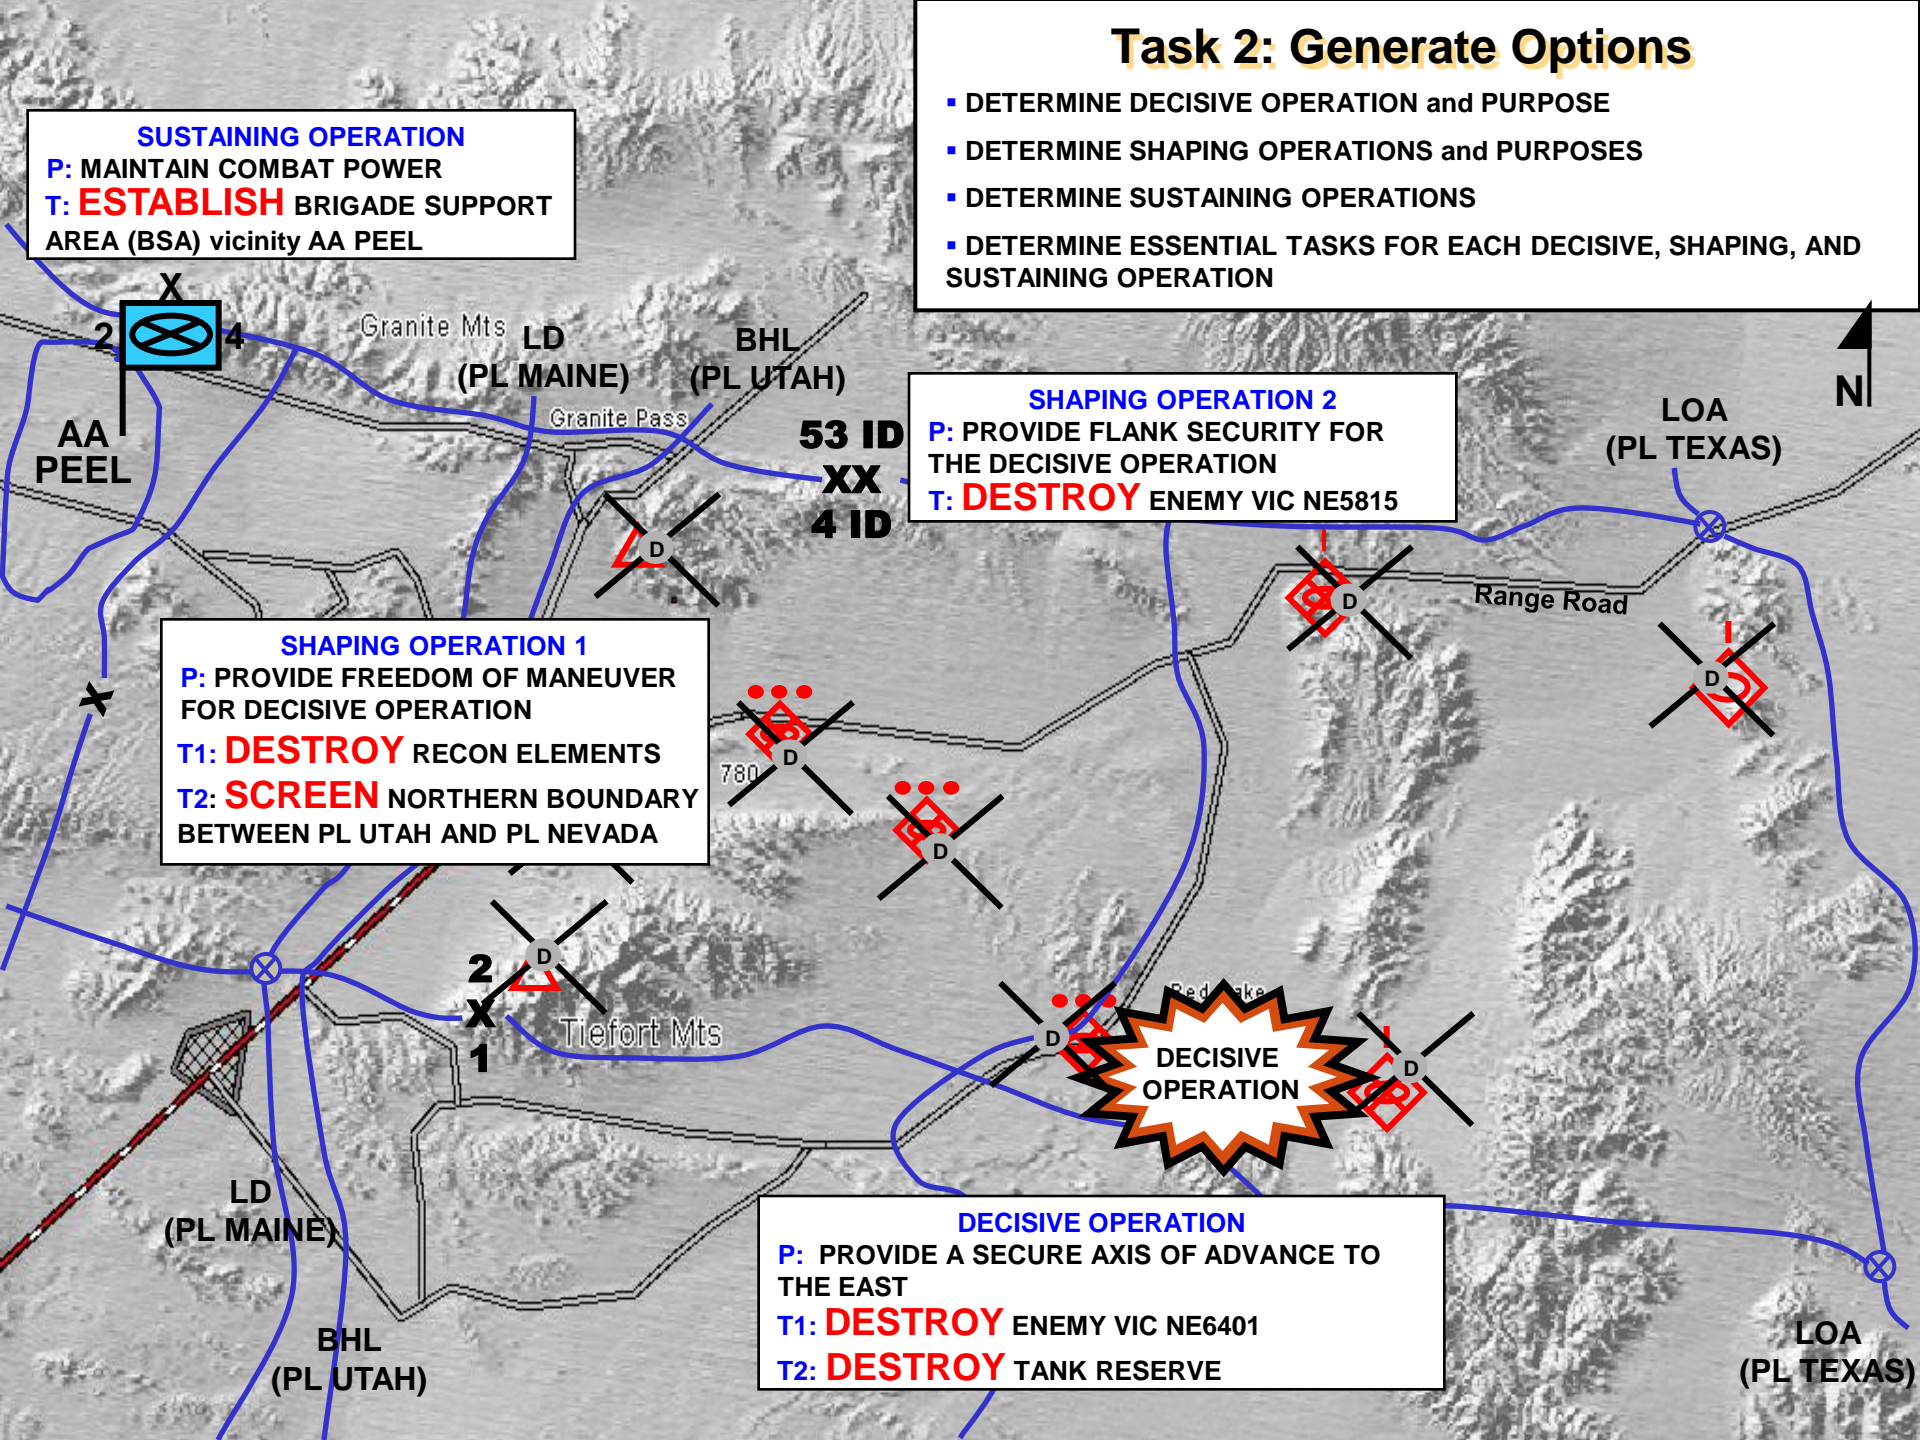 Task 2: Generate Options
▪ DETERMINE DECISIVE OPERATION and PURPOSE
▪ DETERMINE SHAPING OPERATIONS and PURPOSES
▪ DETERMINE SUSTAINING OPERATIONS
▪ DETERMINE ESSENTIAL TASKS FOR EACH DECISIVE, SHAPING, AND
SUSTAINING OPERATION
SUSTAINING OPERATION
P: MAINTAIN COMBAT POWER
T: ESTABLISH BRIGADE SUPPORT
AREA (BSA) vicinity AA PEEL
X
2
4
AA
PEEL
Granite Mts
LD
(PL MAINE)
BHL
(PL UTAH)
Granite Pass
53 ID
XX
4 ID
SHAPING OPERATION 2
P: PROVIDE FLANK SECURITY FOR
THE DECISIVE OPERATION
T: DESTROY ENEMY VIC NE5815
N
LOA
(PL TEXAS)
D
D
Range Road
D
X
SHAPING OPERATION 1
P: PROVIDE FREEDOM OF MANEUVER
FOR DECISIVE OPERATION
T1: DESTROY RECON ELEMENTS
T2: SCREEN NORTHERN BOUNDARY
BETWEEN PL UTAH AND PL NEVADA
D
780
D
D
2
X
1
Tiefort Mts
D
DECISIVE
OPERATION
D
LD
(PL MAINE)
BHL
(PL UTAH)
DECISIVE OPERATION
P: PROVIDE A SECURE AXIS OF ADVANCE TO
THE EAST
T1: DESTROY ENEMY VIC NE6401
T2: DESTROY TANK RESERVE
LOA
(PL TEXAS)